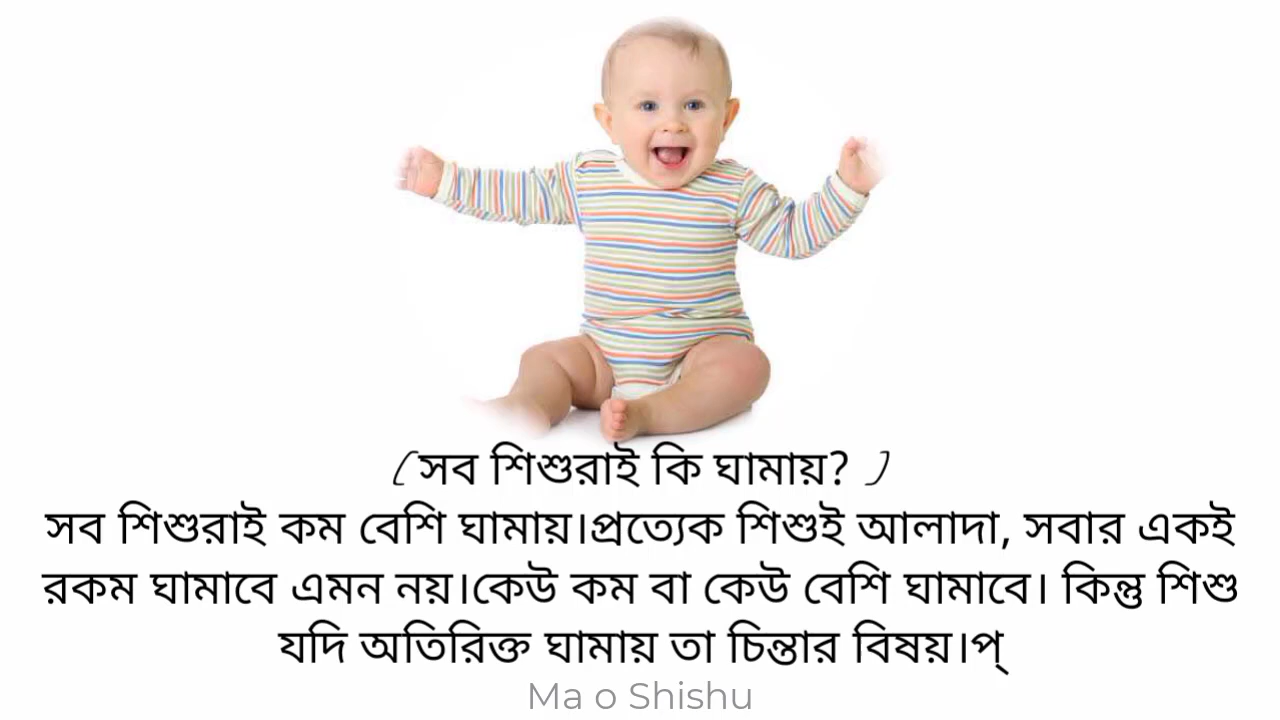 (সব শিশুরাই কি ঘামায়? )
সব শিশুরাই কম বেশি ঘামায়।প্রত্যেক শিশুই আলাদা, সবার একই
রকম ঘামাবে এমন নয়।কেউ কম বা কেউ বেশি ঘামাবে। কিন্তু শিশু
যদি অতিরিক্ত ঘামায় তা চিন্তার বিষয়।প্
Ma o Shishu